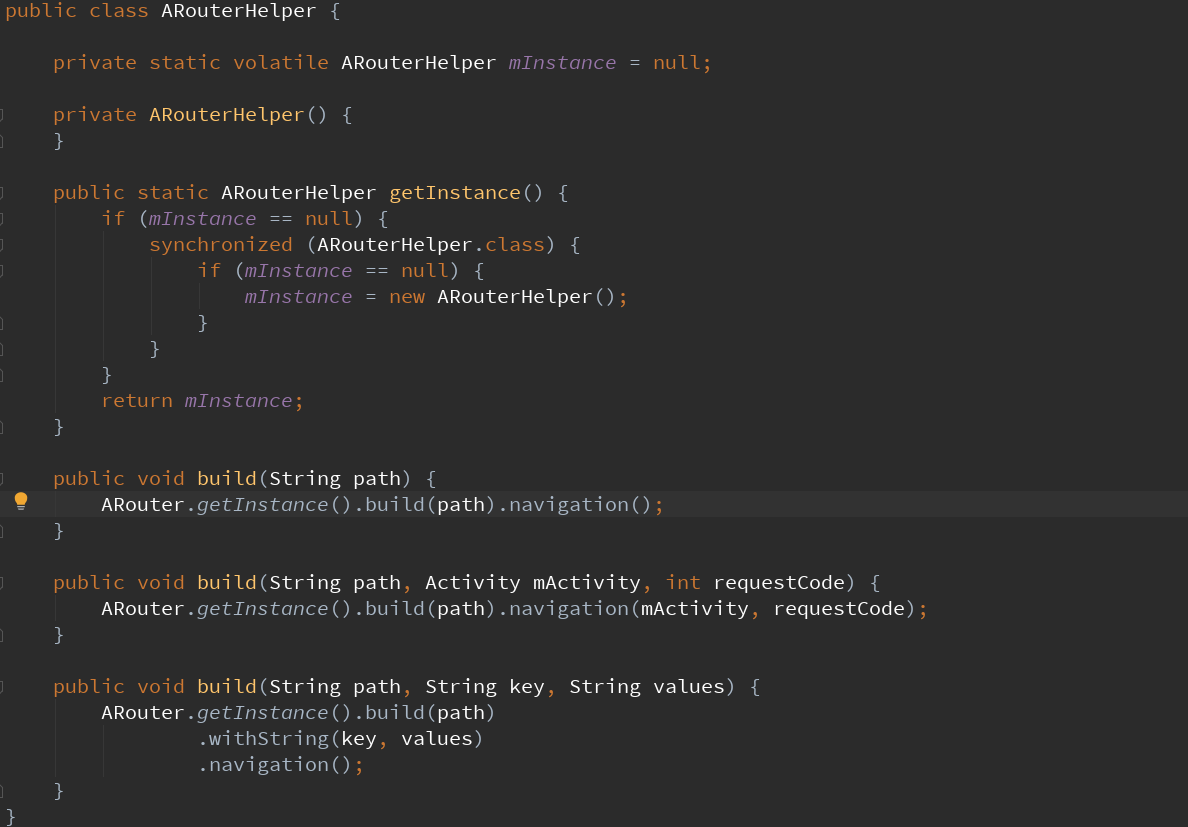 public class ARouterHelper {
private static volatile ARouterHelper mInstance = null;
private ARouterHelper() {
}
public static ARouterHelper getInstance() {
if (mInstance == null) {
synchronized (ARouterHelper.class) {
if (mInstance == null) {
mInstance = new ARouterHelper();
}
}
}
return mInstance;
}
public void build(String path) {
ARouter.getInstance().build(path).navigation();
}
public void build(String path, Activity mActivity, int requestCode) {
ARouter.getInstance().build(path).navigation(mActivity, requestCode);
}
public void build(String path, String key, String values) {
ARouter.getInstance().build(path)
.withString(key, values)
.navigation();
}
}